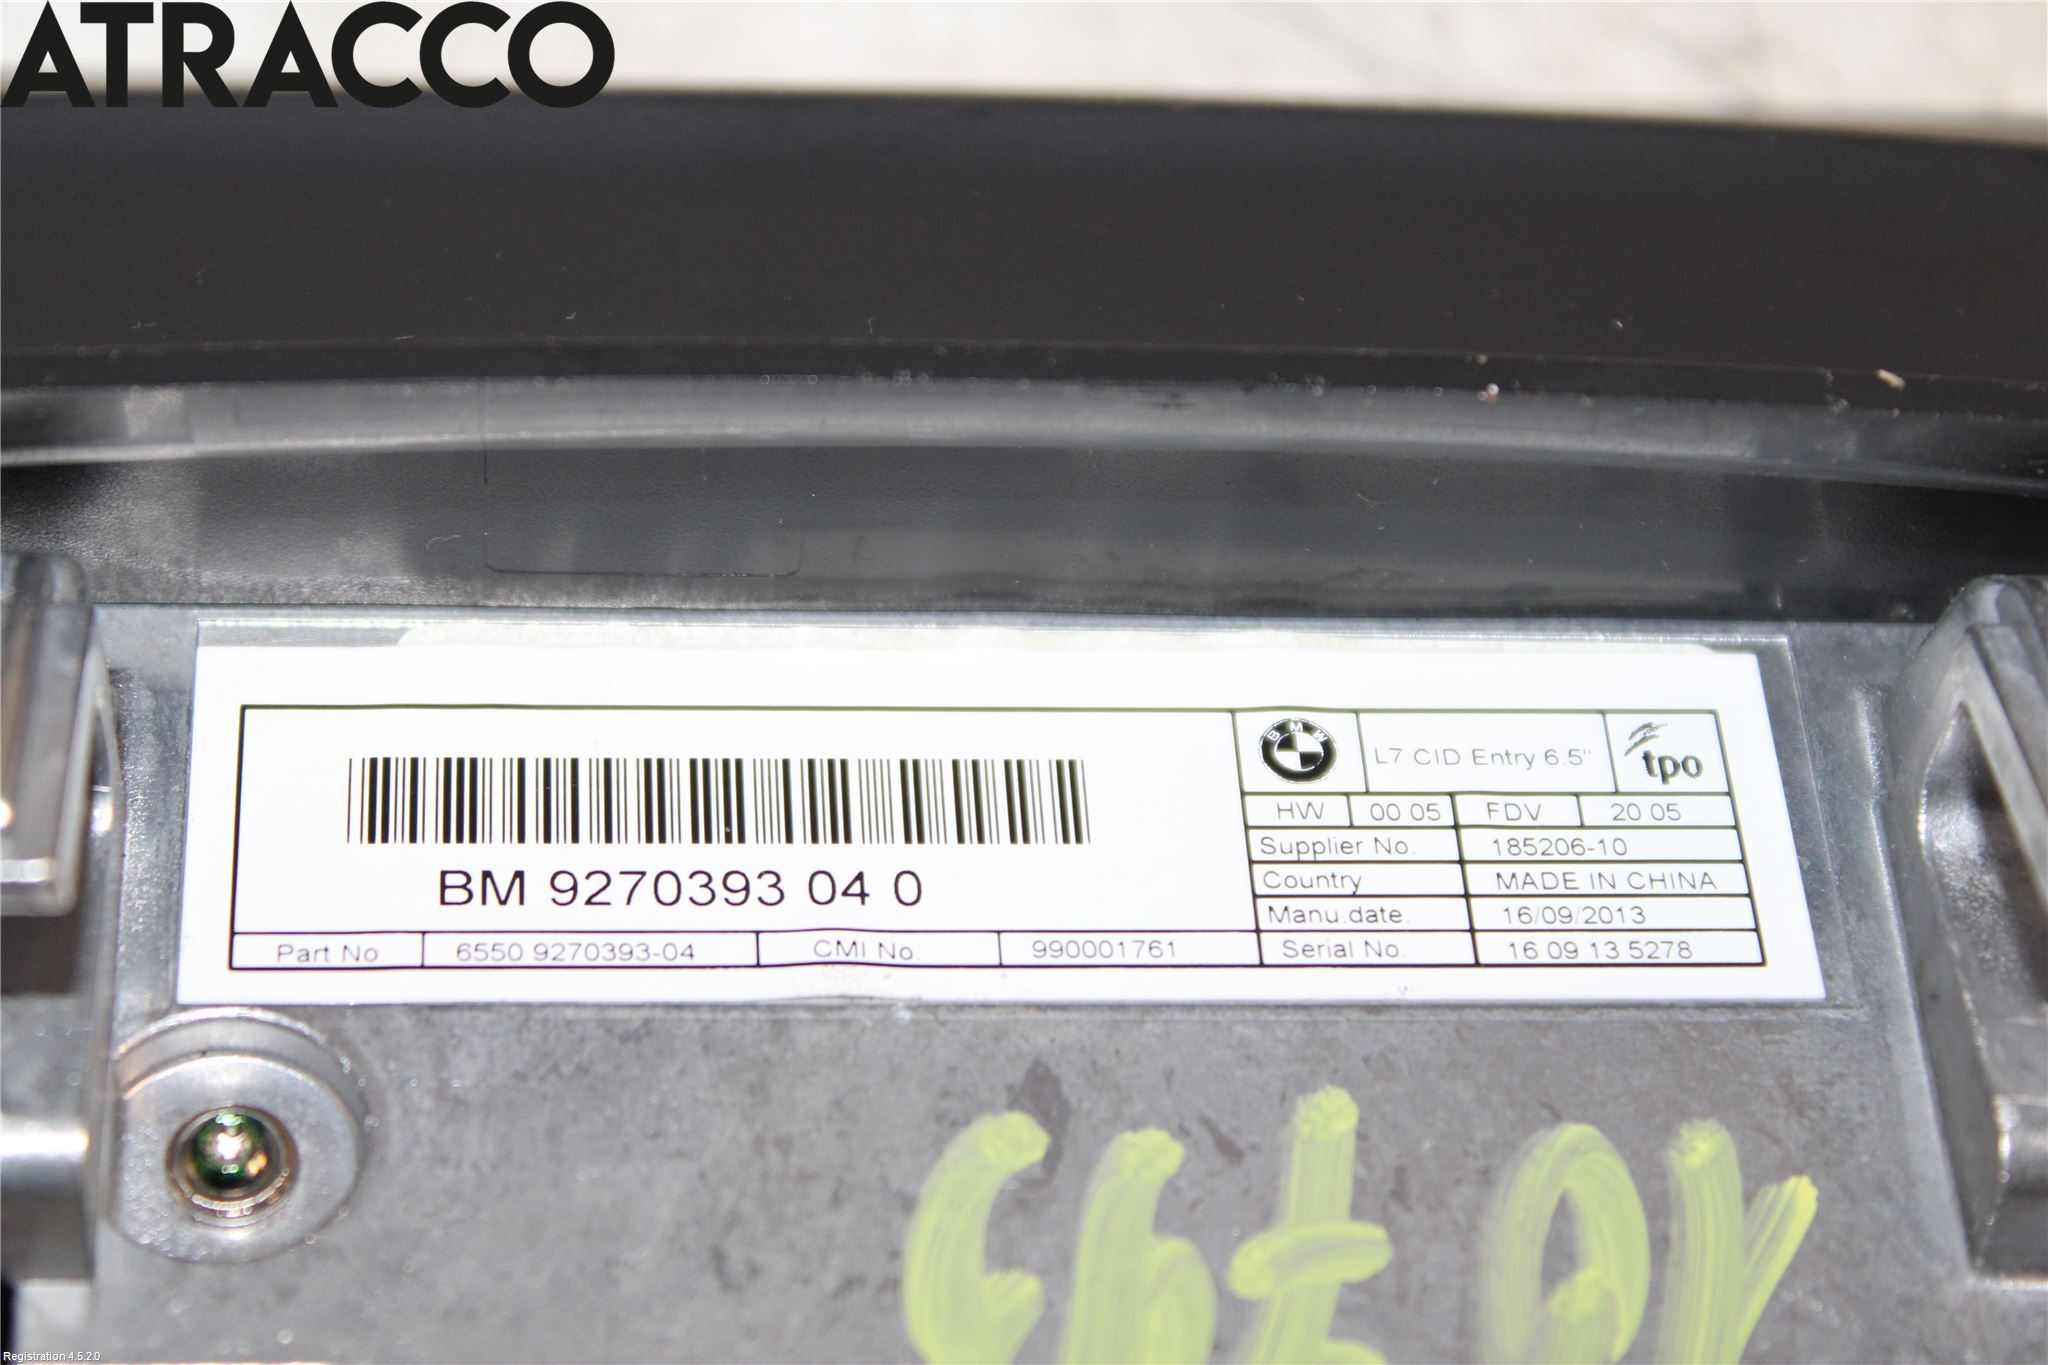 ATRACCO
BMW
L7 CID Entry 6.5"
tpo
HW 00 05 FDV 20 05
Supplier No. 185206-10
Country MADE IN CHINA
Manu.date. 16/09/2013
Serial No. 16 09 13 5278
BM 9270393 04 0
Part No. 6550 9270393-04 CMI No. 990001761
Registration 4.5.2.0